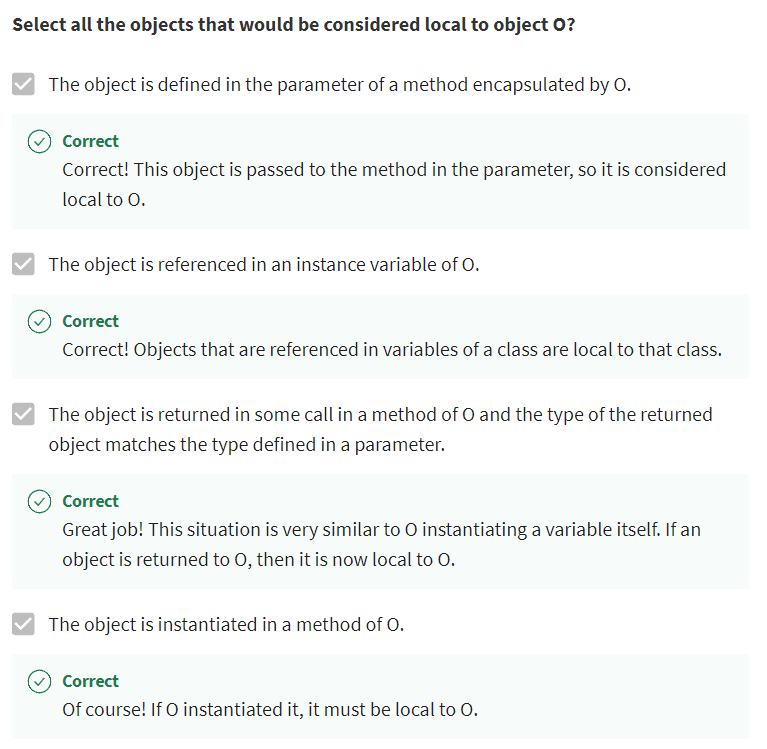 Select all the objects that would be considered local to object O?
The object is defined in the parameter of a method encapsulated by O.
Correct
Correct! This object is passed to the method in the parameter, so it is considered
local to O.
The object is referenced in an instance variable of O.
Correct
Correct! Objects that are referenced in variables of a class are local to that class.
The object is returned in some call in a method of O and the type of the returned
object matches the type defined in a parameter.
Correct
Great job! This situation is very similar to O instantiating a variable itself. If an
object is returned to O, then it is now local to O.
The object is instantiated in a method of O.
Correct
Of course! If O instantiated it, it must be local to O.